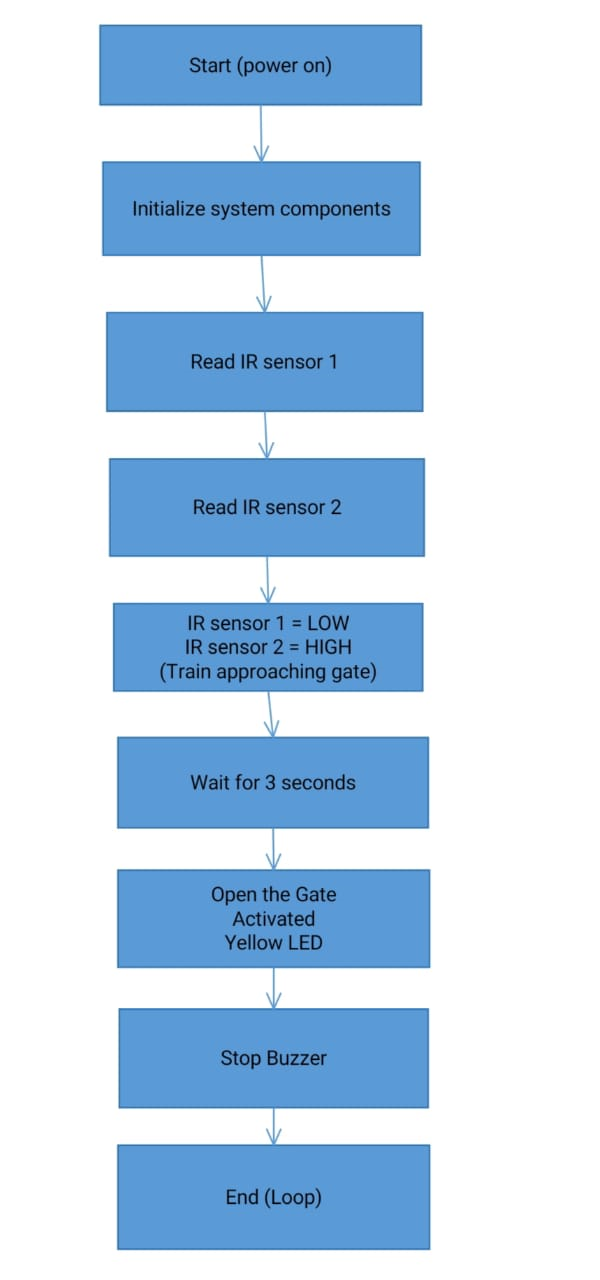 Start (power on)
Initialize system components
Read IR sensor 1
Read IR sensor 2
IR sensor 1 = LOW
IR sensor 2 = HIGH
(Train approaching gate)
Wait for 3 seconds
Open the Gate
Activated
Yellow LED
Stop Buzzer
End (Loop)